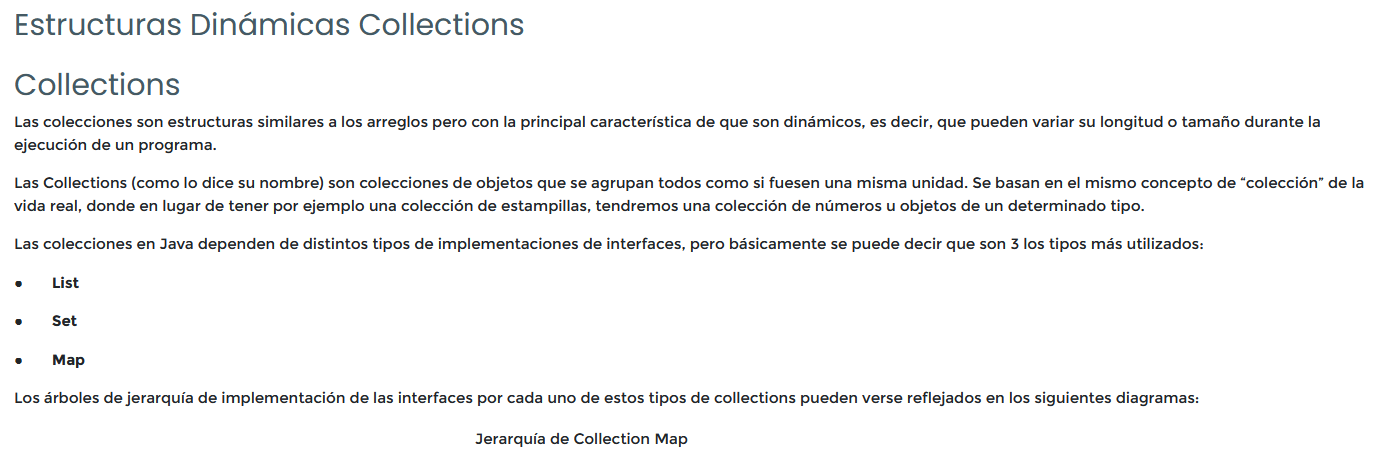 Estructuras Dinámicas Collections
Collections
Las colecciones son estructuras similares a los arreglos pero con la principal característica de que son dinámicos, es decir, que pueden variar su longitud o tamaño durante la
ejecución de un programa.
Las Collections (como lo dice su nombre) son colecciones de objetos que se agrupan todos como si fuesen una misma unidad. Se basan en el mismo concepto de “colección” de la
vida real, donde en lugar de tener por ejemplo una colección de estampillas, tendremos una colección de números u objetos de un determinado tipo.
Las colecciones en Java dependen de distintos tipos de implementaciones de interfaces, pero básicamente se puede decir que son 3 los tipos más utilizados:
● List
● Set
● Map
Los árboles de jerarquía de implementación de las interfaces por cada uno de estos tipos de collections pueden verse reflejados en los siguientes diagramas:
Jerarquía de Collection Map